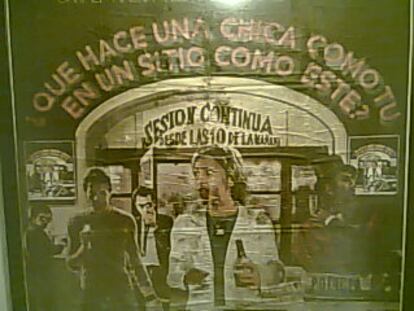 ¿QUE HACE UNA CHICA COMO TU
EN UN SITIO COMO ESTE?
SESION CONTINUA
DESDE LAS 10 DE LA MAÑANA